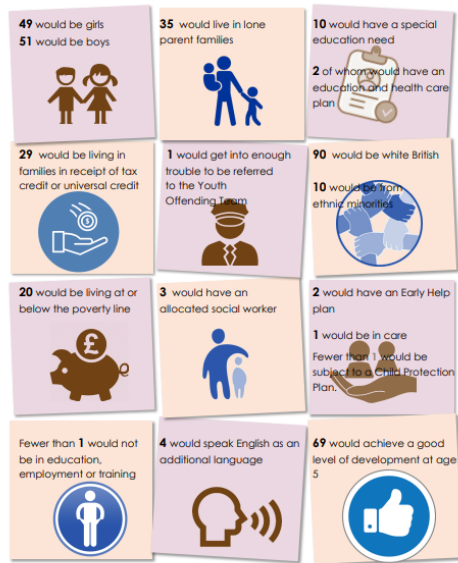 49 would be girls
51 would be boys
35 would live in lone
parent families
10 would have a special
education need
2 of whom would have an
education and health care
plan
29 would be living in
families in receipt of tax
credit or universal credit
1 would get into enough
trouble to be referred
to the Youth
Offending Team
90 would be white British
10 would be from
ethnic minorities
20 would be living at or
below the poverty line
£
3 would have an
allocated social worker
2 would have an Early Help
plan
1 would be in care
Fewer than 1 would be
subject to a Child Protection
Plan.
Fewer than 1 would not
be in education,
employment or training
4 would speak English as an
additional language
69 would achieve a good
level of development at age
5